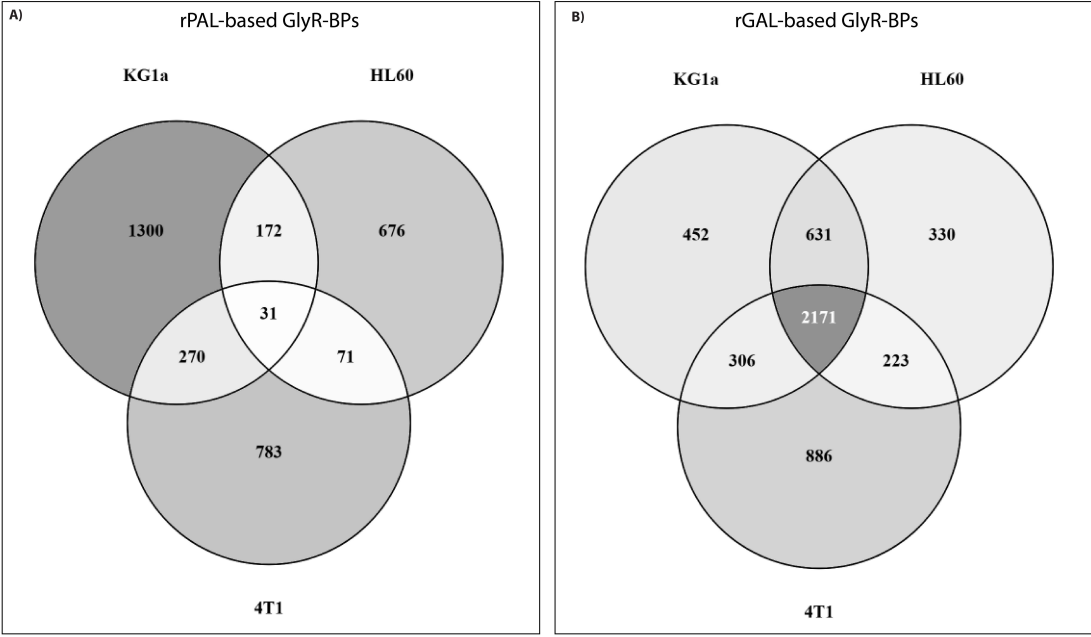 A)
rPAL-based GlyR-BPs
KG1a
HL60
1300
172
676
31
270
71
783
4T1
B)
rGAL-based GlyR-BPs
KG1a
HL60
452
631
330
2171
306
223
886
4T1